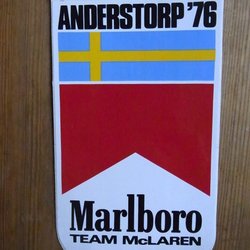 ANDERSTORP '76
Marlboro
TEAM McLAREN